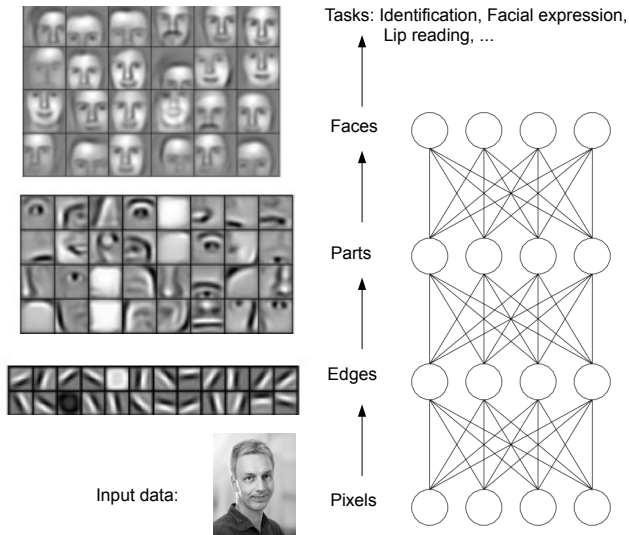 Tasks: Identification, Facial expression,
Lip reading, ...
Faces
Parts
Edges
Input data:
Pixels